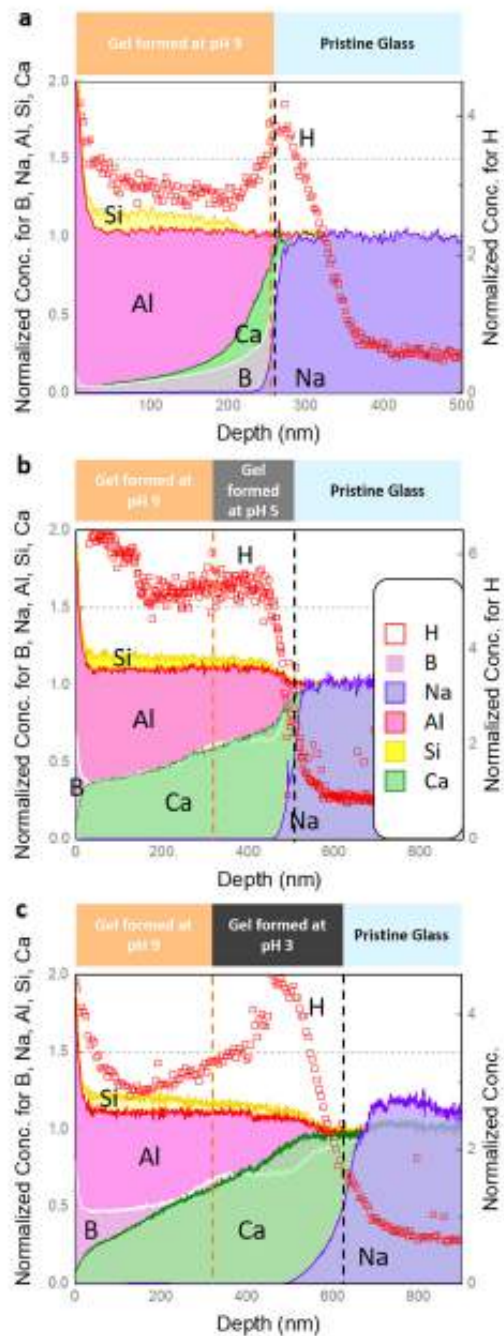 a
Gel formed at pH 9
Pristine Glass
Normalized Conc. for B, Na, Al, Si, Ca
2.0
1.5
1.0
0.5
0.0
4
2
0
Normalized Conc. for H
H
Si
Al
Ca
B
Na
100
200
300
400
500
Depth (nm)
b
Gel formed at
pH 9
Gel
formed
at pH 5
Pristine Glass
Normalized Conc. for B, Na, Al, Si, Ca
2.0
1.5
1.0
0.5
0.0
6
4
2
0
Normalized Conc. for H
H
Si
Al
B
Ca
Na
H
B
Na
Al
Si
Ca
0
200
400
600
800
Depth (nm)
c
Gel formed at
pH 9
Gel formed at
pH 3
Pristine Glass
Normalized Conc. for B, Na, Al, Si, Ca
2.0
1.5
1.0
0.5
0.0
4
2
0
Normalized Conc.
H
Si
Al
B
Ca
Na
0
200
400
600
800
Depth (nm)